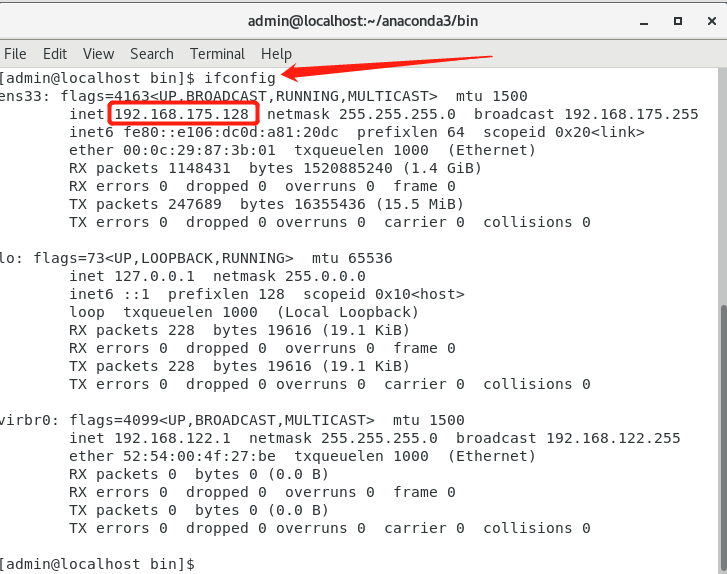 admin@localhost:~/anaconda3/bin
File Edit View Search Terminal Help
[admin@localhost bin]$ ifconfig
ens33: flags=4163<UP,BROADCAST,RUNNING,MULTICAST>  mtu 1500
        inet 192.168.175.128  netmask 255.255.255.0  broadcast 192.168.175.255
        inet6 fe80::e106:dc0d:a81:20dc  prefixlen 64  scopeid 0x20<link>
        ether 00:0c:29:87:3b:01  txqueuelen 1000  (Ethernet)
        RX packets 1148431  bytes 1520885240 (1.4 GiB)
        RX errors 0  dropped 0  overruns 0  frame 0
        TX packets 247689  bytes 16355436 (15.5 MiB)
        TX errors 0  dropped 0 overruns 0  carrier 0  collisions 0
lo: flags=73<UP,LOOPBACK,RUNNING>  mtu 65536
        inet 127.0.0.1  netmask 255.0.0.0
        inet6 ::1  prefixlen 128  scopeid 0x10<host>
        loop  txqueuelen 1000  (Local Loopback)
        RX packets 228  bytes 19616 (19.1 KiB)
        RX errors 0  dropped 0  overruns 0  frame 0
        TX packets 228  bytes 19616 (19.1 KiB)
        TX errors 0  dropped 0 overruns 0  carrier 0  collisions 0
virbr0: flags=4099<UP,BROADCAST,MULTICAST>  mtu 1500
        inet 192.168.122.1  netmask 255.255.255.0  broadcast 192.168.122.255
        ether 52:54:00:4f:27:be  txqueuelen 1000  (Ethernet)
        RX packets 0  bytes 0 (0.0 B)
        RX errors 0  dropped 0  overruns 0  frame 0
        TX packets 0  bytes 0 (0.0 B)
        TX errors 0  dropped 0 overruns 0  carrier 0  collisions 0
[admin@localhost bin]$